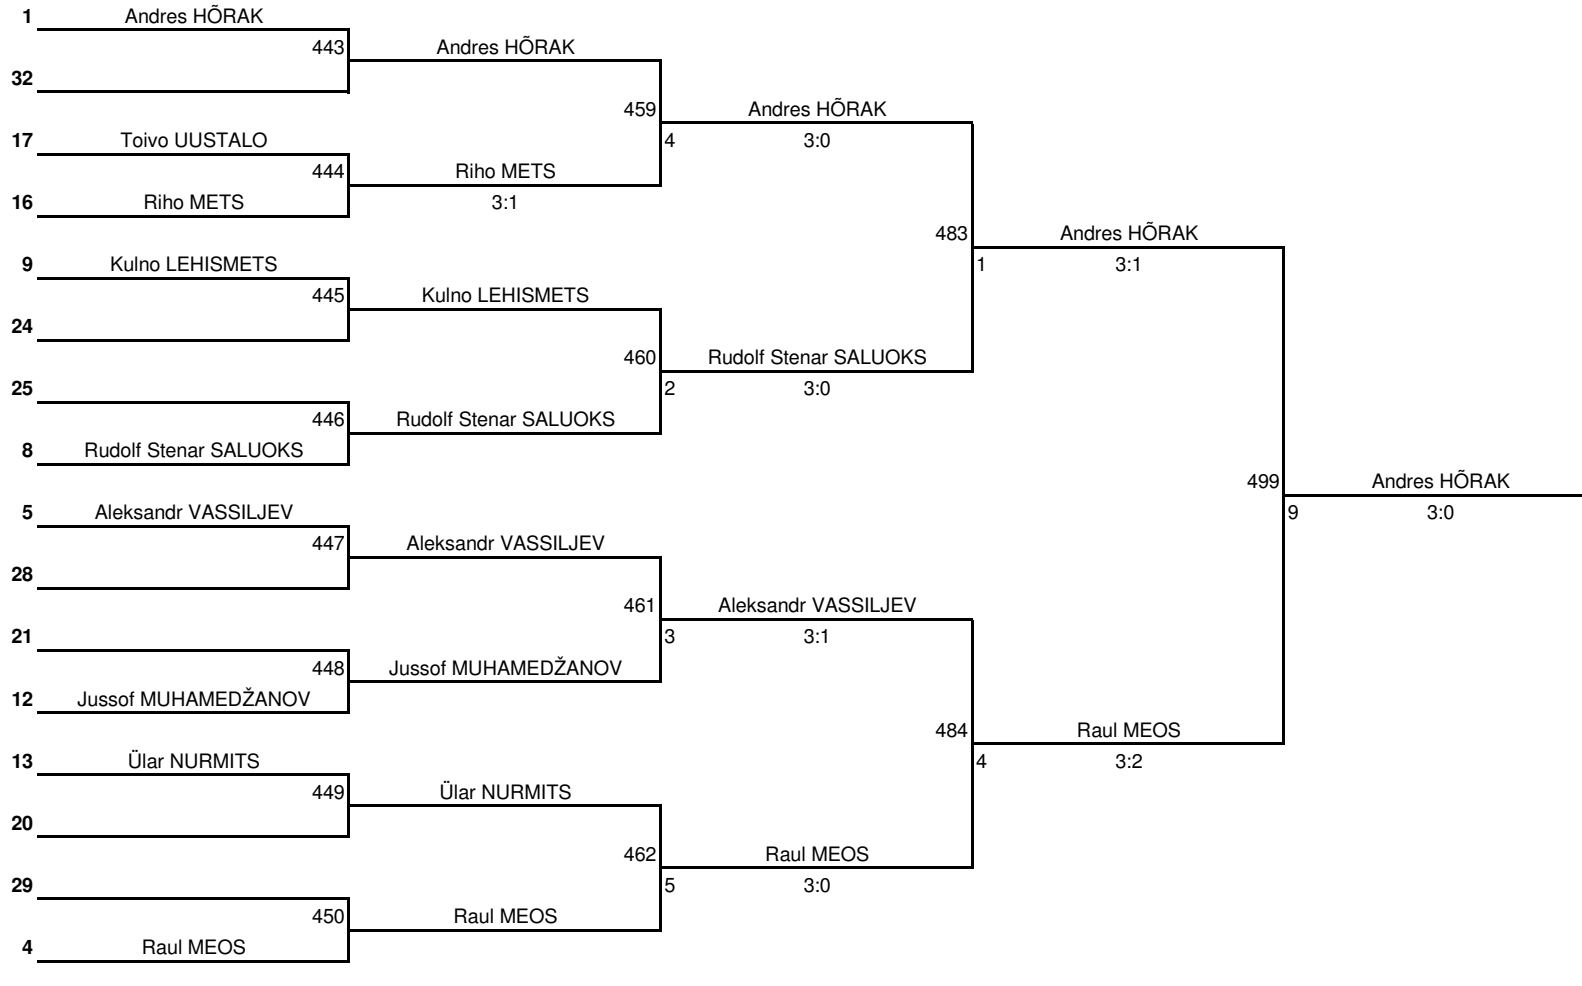 1 Andres HÕRAK
443 Andres HÕRAK
32
459 Andres HÕRAK
17 Toivo UUSTALO
4 3:0
444 Riho METS
16 Riho METS
3:1
483 Andres HÕRAK
9 Kulno LEHISMETS
1 3:1
445 Kulno LEHISMETS
24
460 Rudolf Stenar SALUOKS
25
2 3:0
446 Rudolf Stenar SALUOKS
8 Rudolf Stenar SALUOKS
499 Andres HÕRAK
5 Aleksandr VASSILJEV
9 3:0
447 Aleksandr VASSILJEV
28
461 Aleksandr VASSILJEV
21
3 3:1
448 Jussof MUHAMEDŽANOV
12 Jussof MUHAMEDŽANOV
484 Raul MEOS
13 Ülar NURMITS
4 3:2
449 Ülar NURMITS
20
462 Raul MEOS
29
5 3:0
450 Raul MEOS
4 Raul MEOS